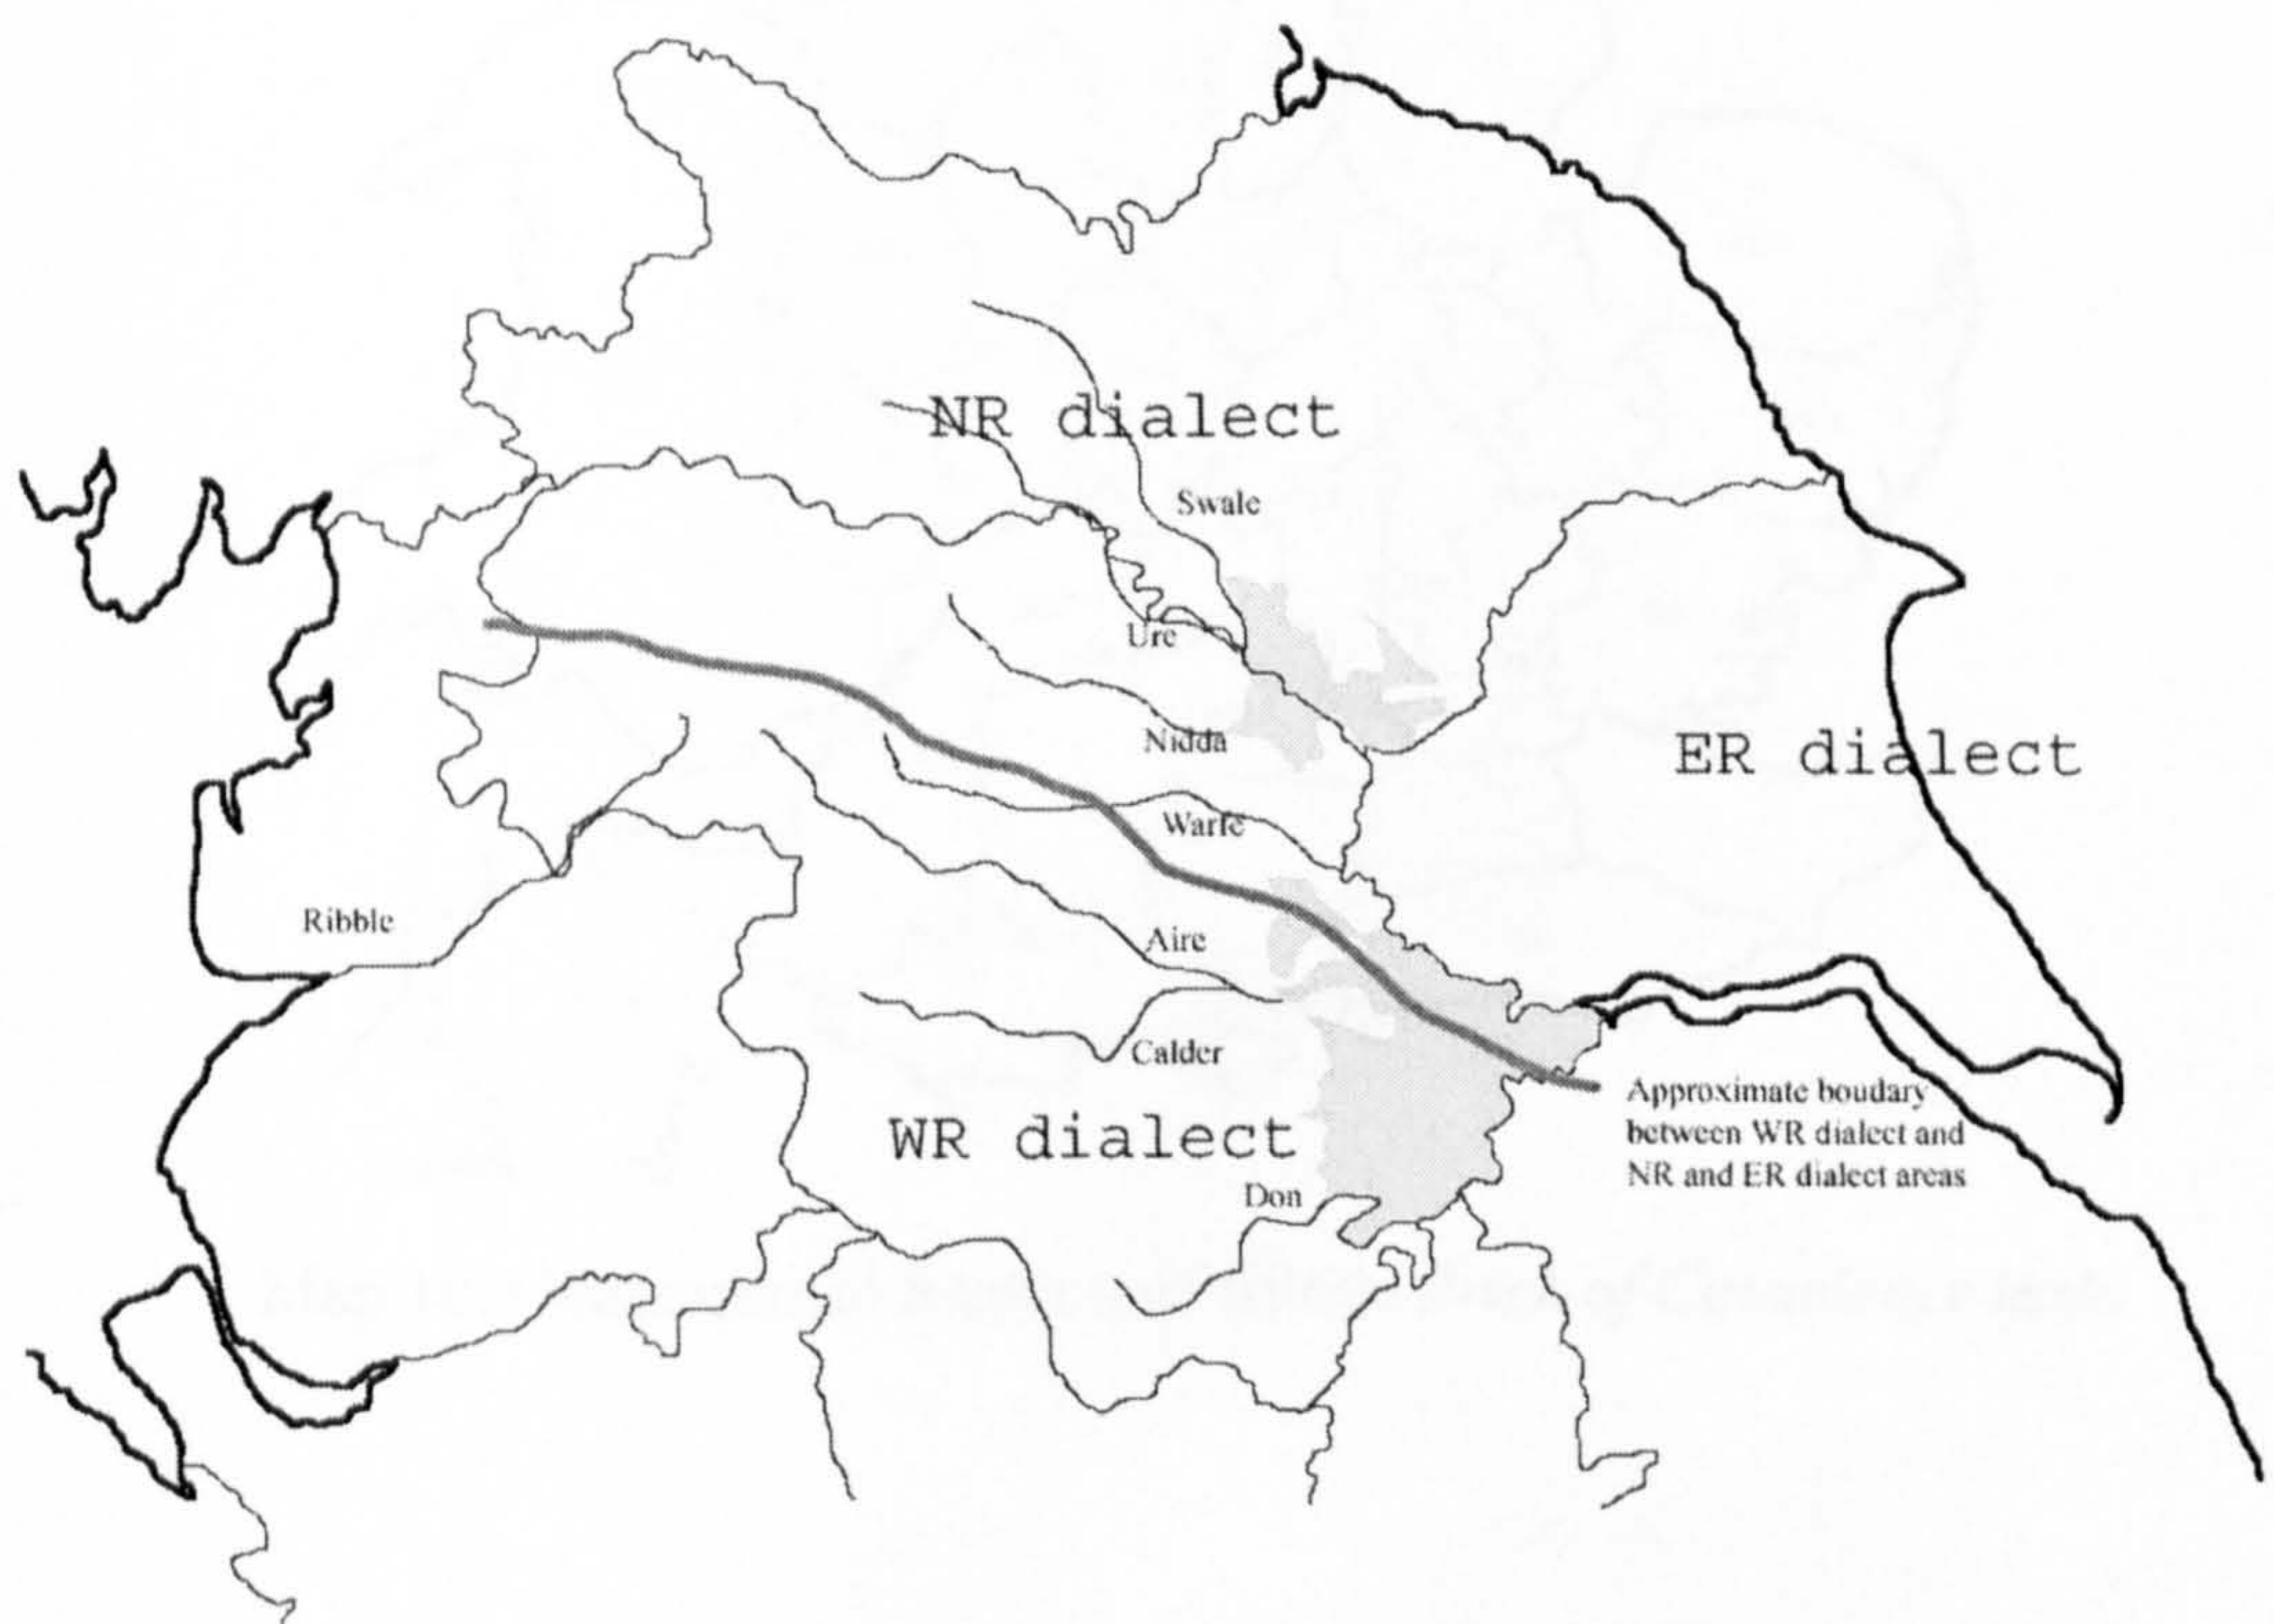 NR dialect
Swale
Ure
Nidda
ER dialect
Warfe
Ribble
Aire
Calder
Approximate boudary
between WR dialect and
NR and ER dialect areas
WR dialect
Don